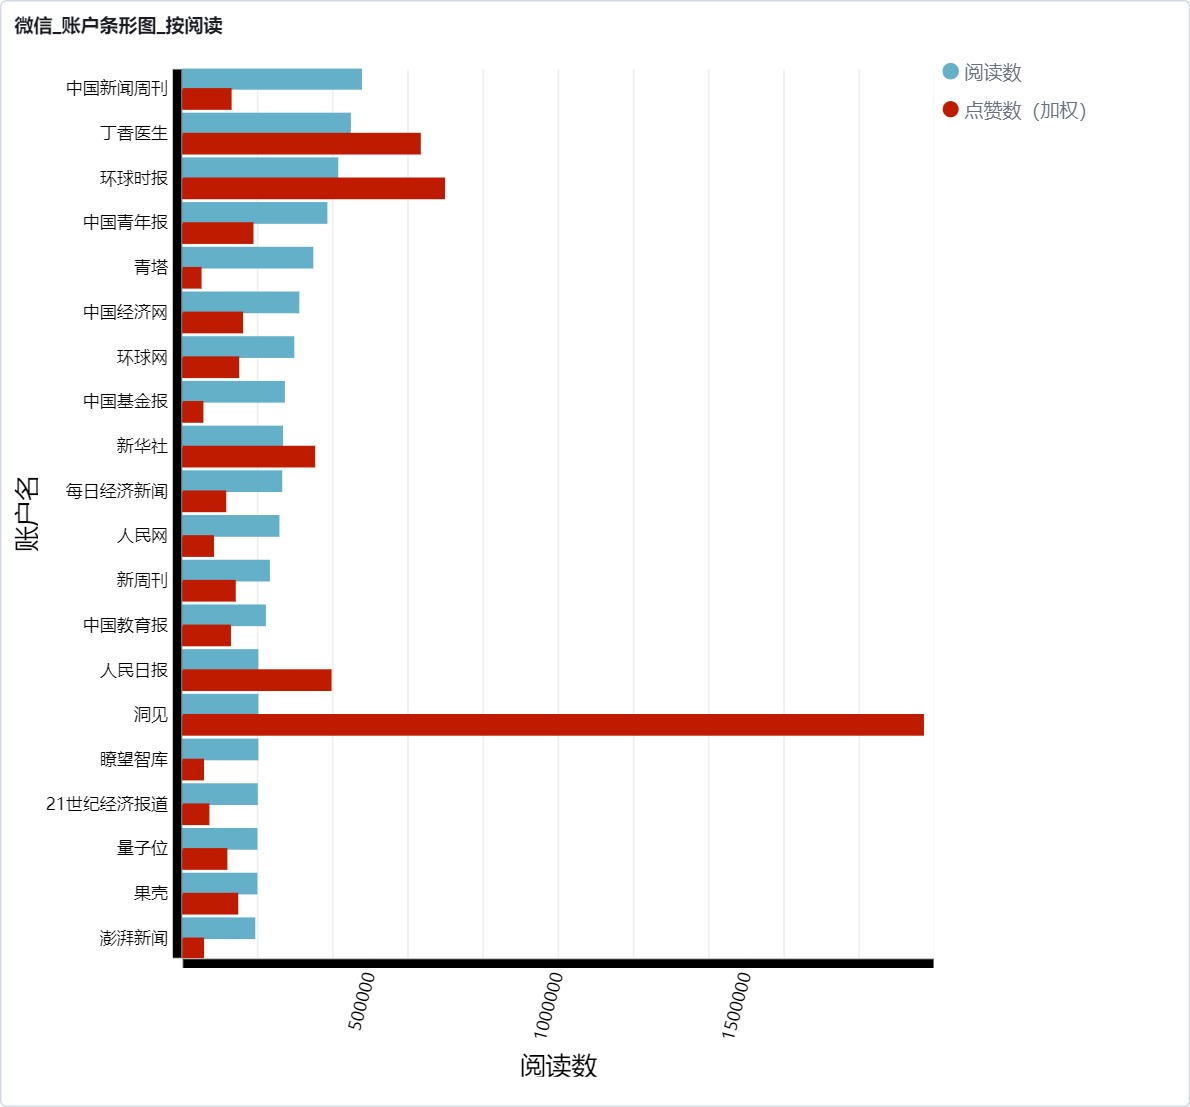 微信_账户条形图_按阅读
阅读数
点赞数（加权）
中国新闻周刊
丁香医生
环球时报
中国青年报
青塔
中国经济网
环球网
中国基金报
新华社
每日经济新闻
人民网
新周刊
中国教育报
人民日报
洞见
瞭望智库
21世纪经济报道
量子位
果壳
澎湃新闻
账户名
500000
1000000
1500000
阅读数